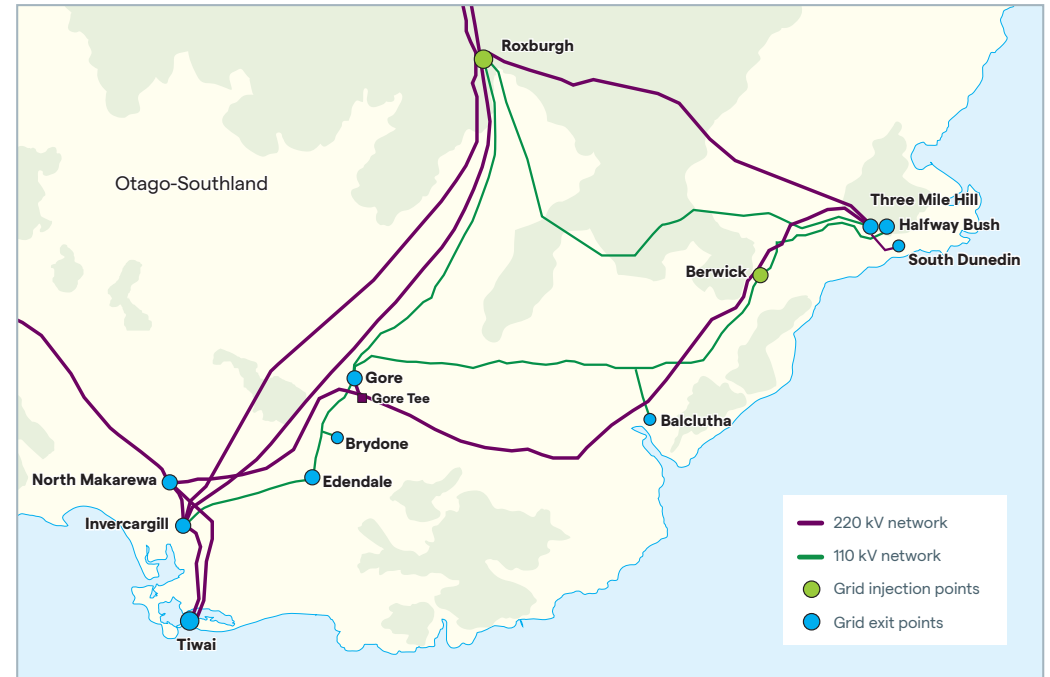 Roxburgh
Otago-Southland
Three Mile Hill
Halfway Bush
South Dunedin
Berwick
Gore
Gore Tee
Balclutha
Brydone
North Makarewa
Edendale
Invercargill
Tiwai
220 kV network
110 kV network
Grid injection points
Grid exit points